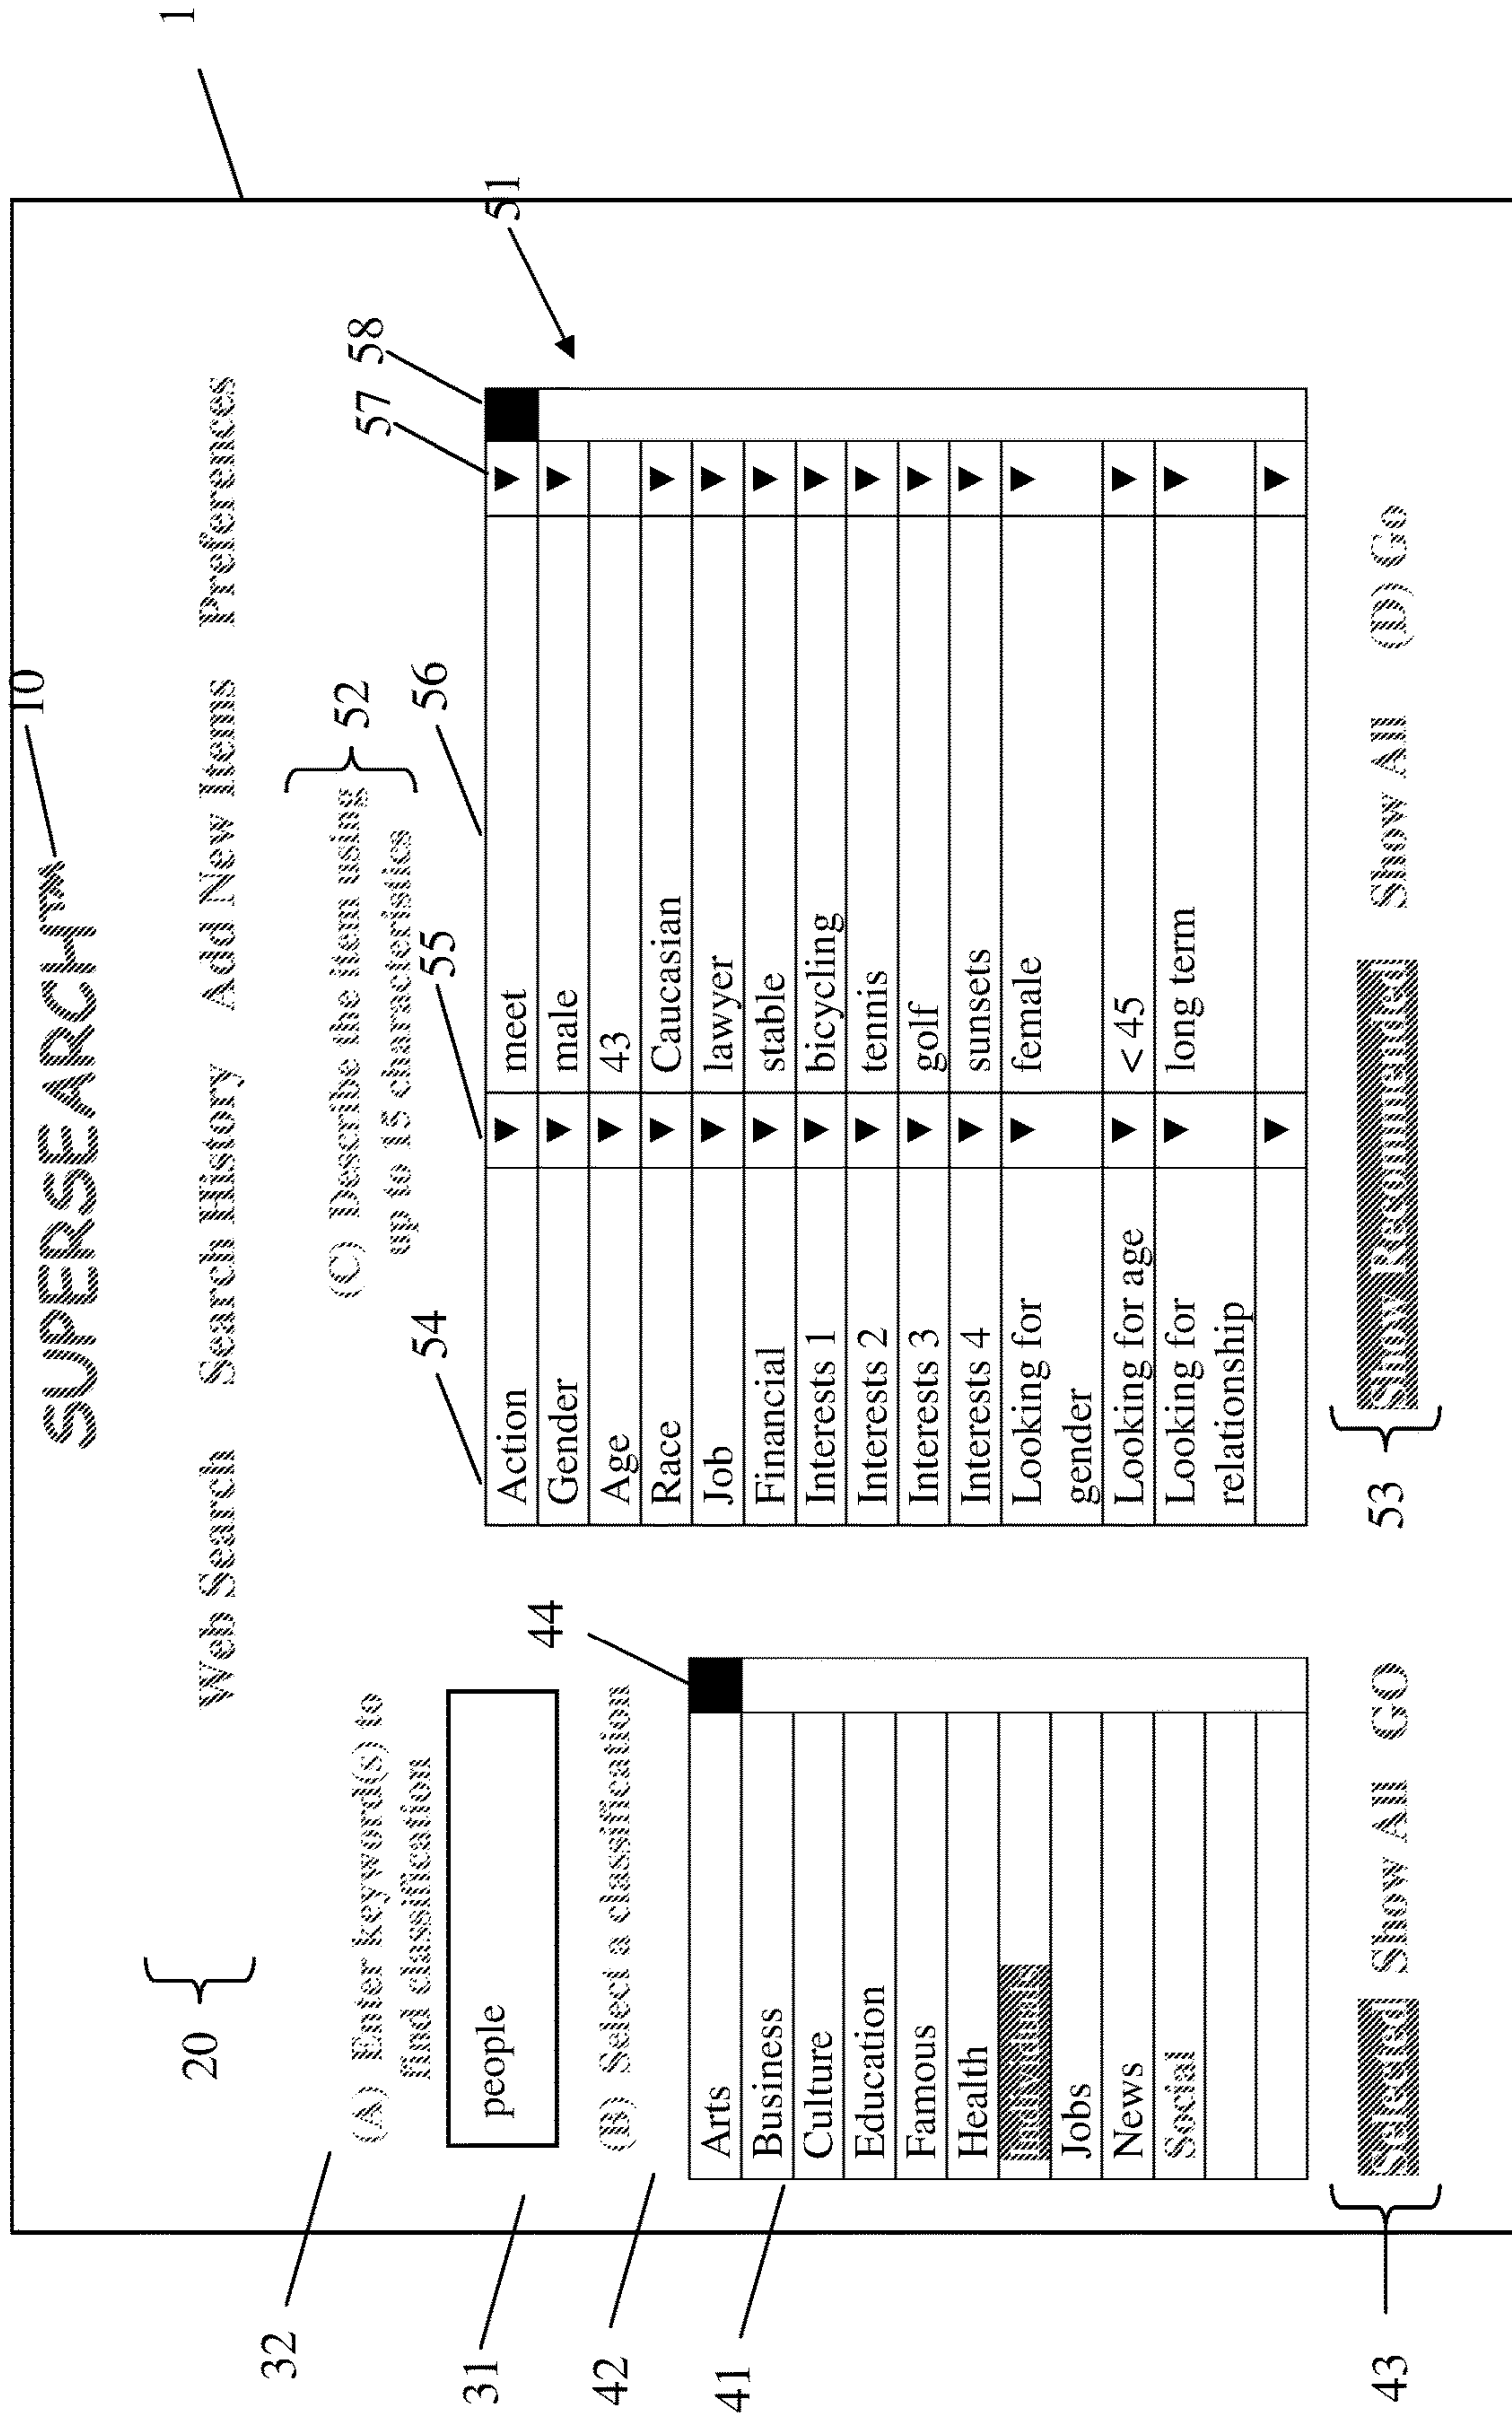 SUPERSEARCH™
10
1
20
Web Search Search History Add New Items Preferences
32
(A) Enter keyword(s) to
find classification
31
people
42
(B) Select a classification
44
41
Arts
Business
Culture
Education
Famous
Health
Individuals
Jobs
News
Social
43
Selected Show All GO
(C) Describe the item using
up to 15 characteristics
52
54
55
56
57
58
51
Action ▼ meet ▼
Gender ▼ male ▼
Age ▼ 43
Race ▼ Caucasian ▼
Job ▼ lawyer ▼
Financial ▼ stable ▼
Interests 1 ▼ bicycling ▼
Interests 2 ▼ tennis ▼
Interests 3 ▼ golf ▼
Interests 4 ▼ sunsets ▼
Looking for ▼ female ▼
gender
Looking for age ▼ < 45 ▼
Looking for ▼ long term ▼
relationship
▼ ▼
53
Show Recommended Show All (D) Go